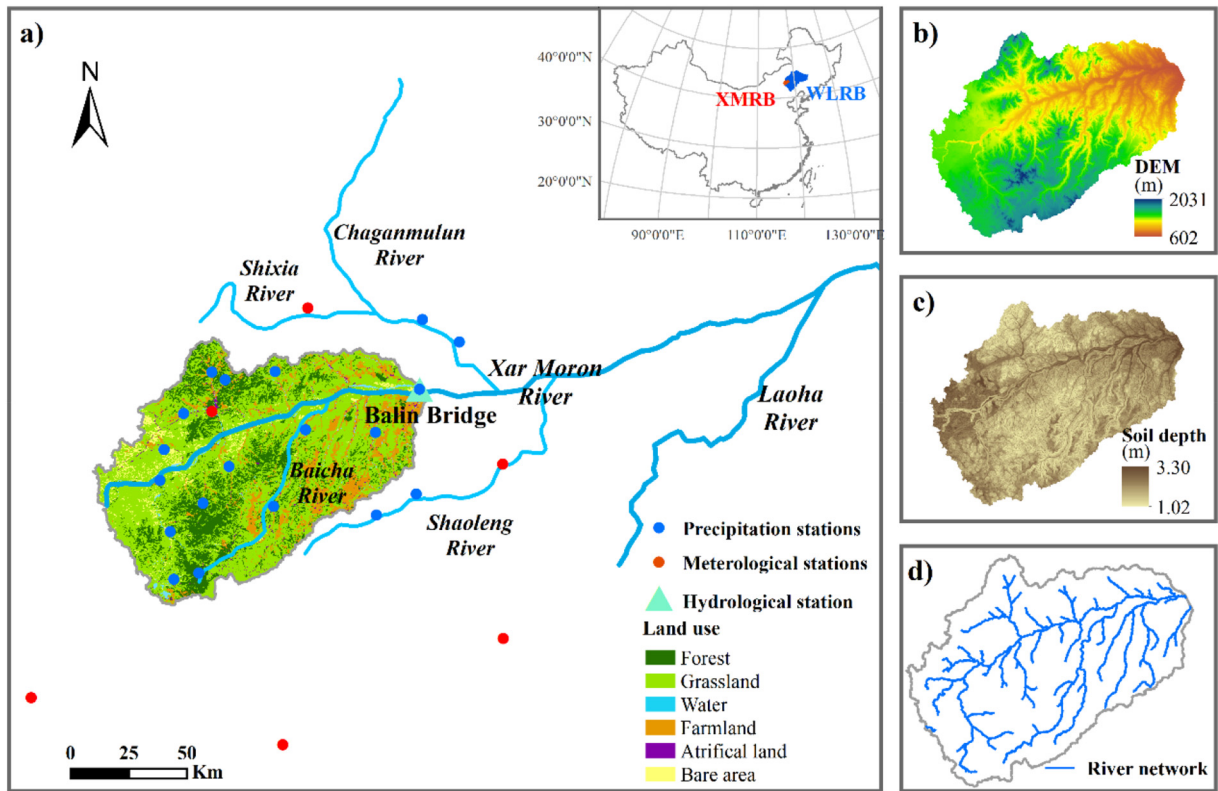 a)
N
40°0'0"N
30°0'0"N
20°0'0"N
XMRB
WLRB
90°0'0"E
110°0'0"E
130°0'0"E
Chaganmulun
River
Shixia
River
Xar Moron
River
Balin Bridge
Laoha
River
Baicha
River
Shaoleng
River
Precipitation stations
Meterological stations
Hydrological station
Land use
Forest
Grassland
Water
Farmland
Atrifical land
Bare area
0
25
50
Km
b)
DEM
(m)
2031
602
c)
Soil depth
(m)
3.30
1.02
d)
River network